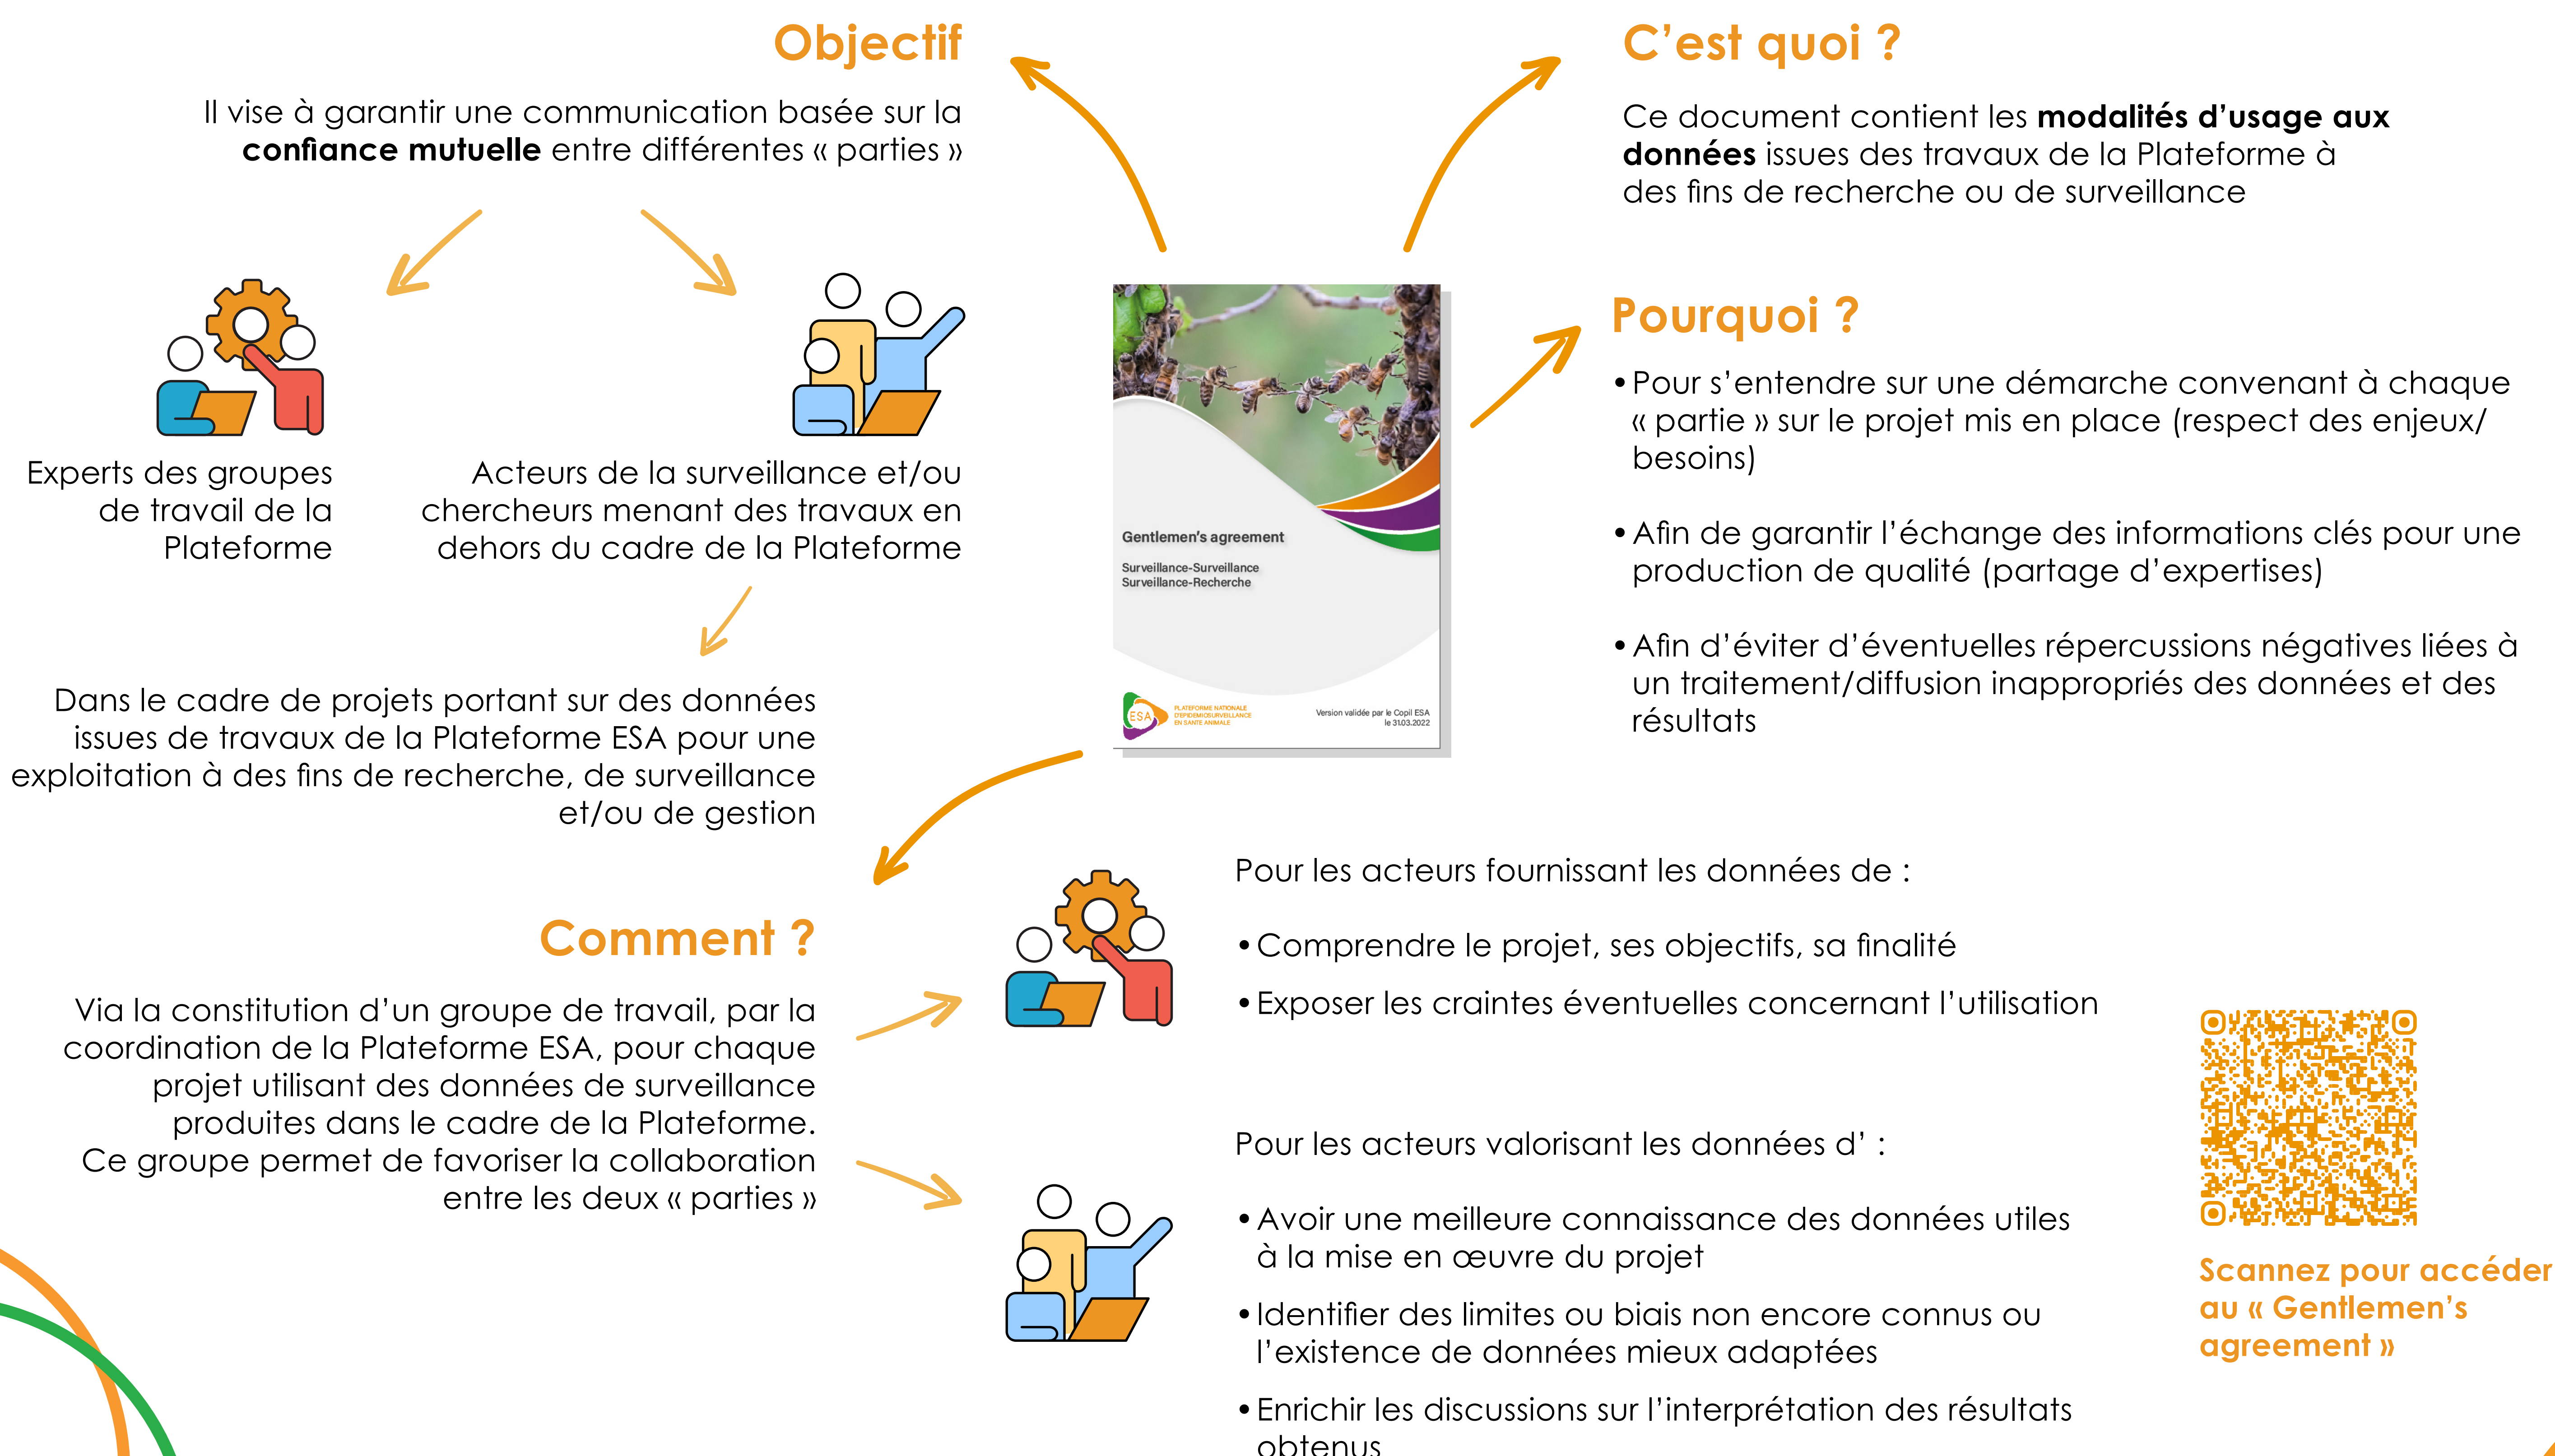 Objectif
Il vise à garantir une communication basée sur la
confiance mutuelle entre différentes « parties »
Experts des groupes
de travail de la
Plateforme
Acteurs de la surveillance et/ou
chercheurs menant des travaux en
dehors du cadre de la Plateforme
Dans le cadre de projets portant sur des données
issues de travaux de la Plateforme ESA pour une
exploitation à des fins de recherche, de surveillance
et/ou de gestion
C’est quoi ?
Ce document contient les modalités d’usage aux
données issues des travaux de la Plateforme à
des fins de recherche ou de surveillance
Pourquoi ?
•Pour s’entendre sur une démarche convenant à chaque
« partie » sur le projet mis en place (respect des enjeux/
besoins)
•Afin de garantir l’échange des informations clés pour une
production de qualité (partage d’expertises)
•Afin d’éviter d’éventuelles répercussions négatives liées à
un traitement/diffusion inappropriés des données et des
résultats
Gentlemen’s agreement
Surveillance-Surveillance
Surveillance-Recherche
ESA
PLATEFORME NATIONALE
D’EPIDEMIOSURVEILLANCE
EN SANTE ANIMALE
Version validée par le Copil ESA
le 31.03.2022
Comment ?
Via la constitution d’un groupe de travail, par la
coordination de la Plateforme ESA, pour chaque
projet utilisant des données de surveillance
produites dans le cadre de la Plateforme.
Ce groupe permet de favoriser la collaboration
entre les deux « parties »
Pour les acteurs fournissant les données de :
•Comprendre le projet, ses objectifs, sa finalité
•Exposer les craintes éventuelles concernant l’utilisation
Pour les acteurs valorisant les données d’ :
•Avoir une meilleure connaissance des données utiles
à la mise en œuvre du projet
•Identifier des limites ou biais non encore connus ou
l’existence de données mieux adaptées
•Enrichir les discussions sur l’interprétation des résultats
obtenus
Scannez pour accéder
au « Gentlemen’s
agreement »